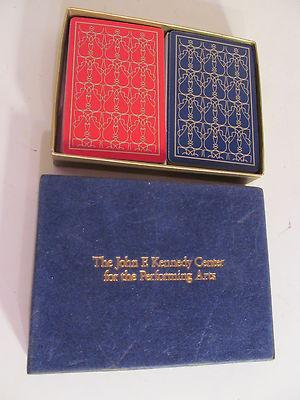 The John F. Kennedy Center
for the Performing Arts